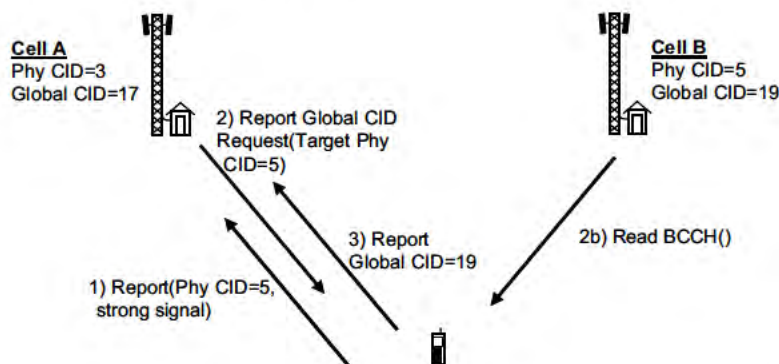 Cell A
Phy CID=3
Global CID=17
Cell B
Phy CID=5
Global CID=19
2) Report Global CID
Request(Target Phy
CID=5)
3) Report
Global CID=19
2b) Read BCCH()
1) Report(Phy CID=5,
strong signal)